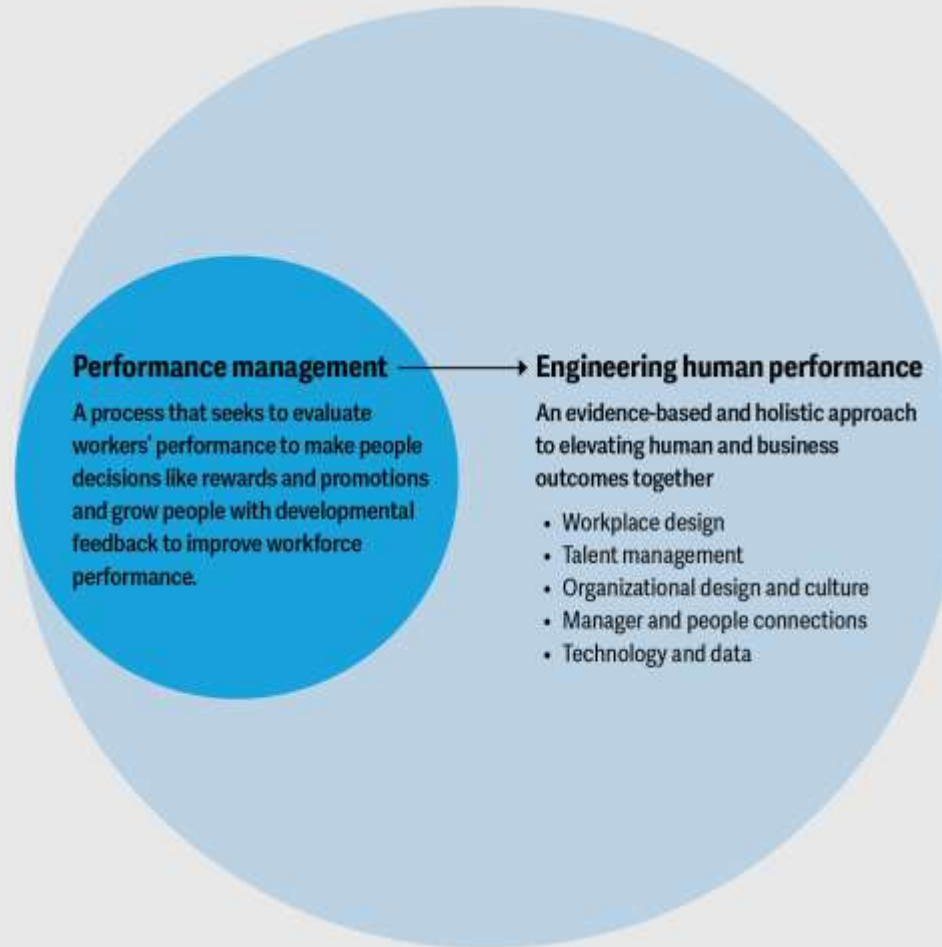 Performance management
A process that seeks to evaluate
workers' performance to make people
decisions like rewards and promotions
and grow people with developmental
feedback to improve workforce
performance.
Engineering human performance
An evidence-based and holistic approach
to elevating human and business
outcomes together
• Workplace design
• Talent management
• Organizational design and culture
• Manager and people connections
• Technology and data